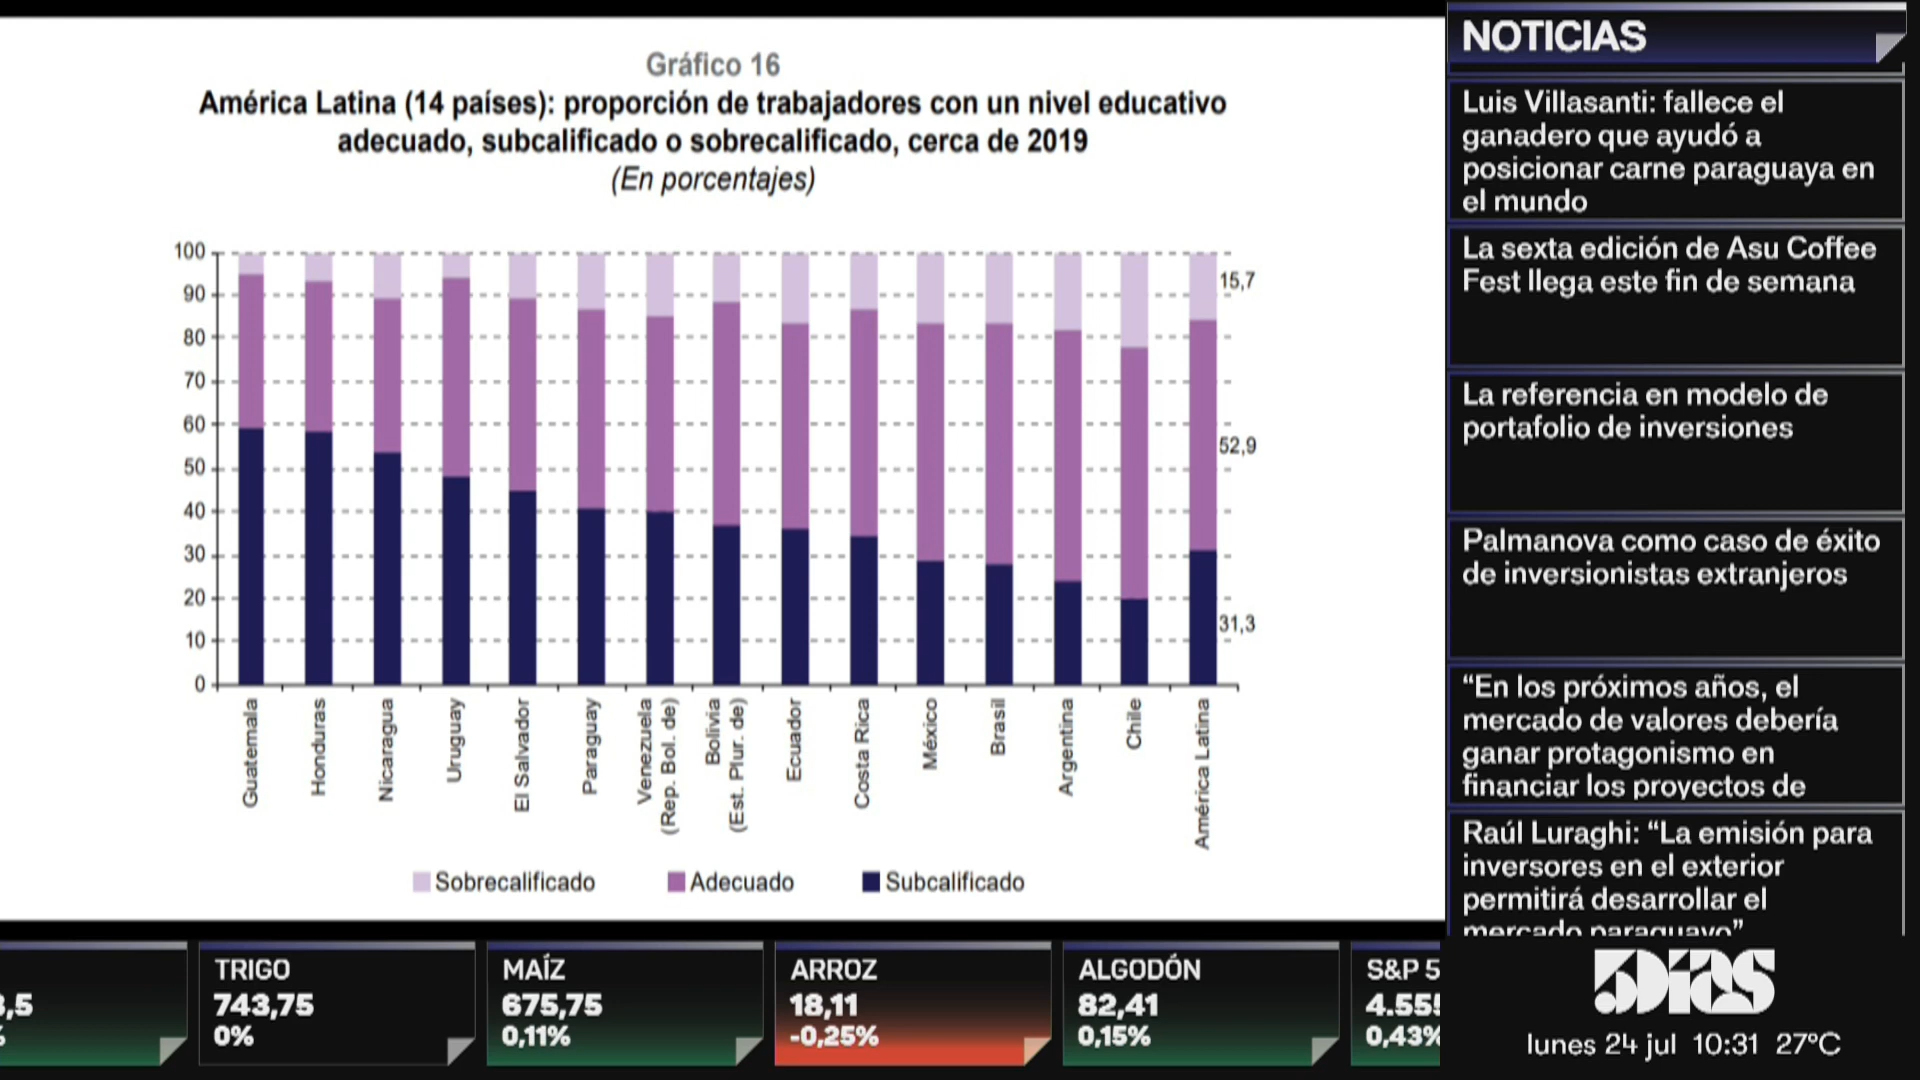 Gráfico 16
América Latina (14 países): proporción de trabajadores con un nivel educativo
adecuado, subcalificado o sobrecalificado, cerca de 2019
(En porcentajes)
100
90
80
70
60
50
40
30
20
10
0
15,7
52,9
31,3
Guatemala
Honduras
Nicaragua
Uruguay
El Salvador
Paraguay
Venezuela
(Rep. Bol. de)
Bolivia
(Est. Plur. de)
Ecuador
Costa Rica
México
Brasil
Argentina
Chile
América Latina
Sobrecalificado
Adecuado
Subcalificado
NOTICIAS
Luis Villasanti: fallece el
ganadero que ayudó a
posicionar carne paraguaya en
el mundo
La sexta edición de Asu Coffee
Fest llega este fin de semana
La referencia en modelo de
portafolio de inversiones
Palmanova como caso de éxito
de inversionistas extranjeros
“En los próximos años, el
mercado de valores debería
ganar protagonismo en
financiar los proyectos de
Raúl Luraghi: “La emisión para
inversores en el exterior
permitirá desarrollar el
mercado paraguayo”
,5
TRIGO
743,75
0%
MAÍZ
675,75
0,11%
ARROZ
18,11
-0,25%
ALGODÓN
82,41
0,15%
S&P 5
4.555
0,43%
5Días
lunes 24 jul 10:31 27°C